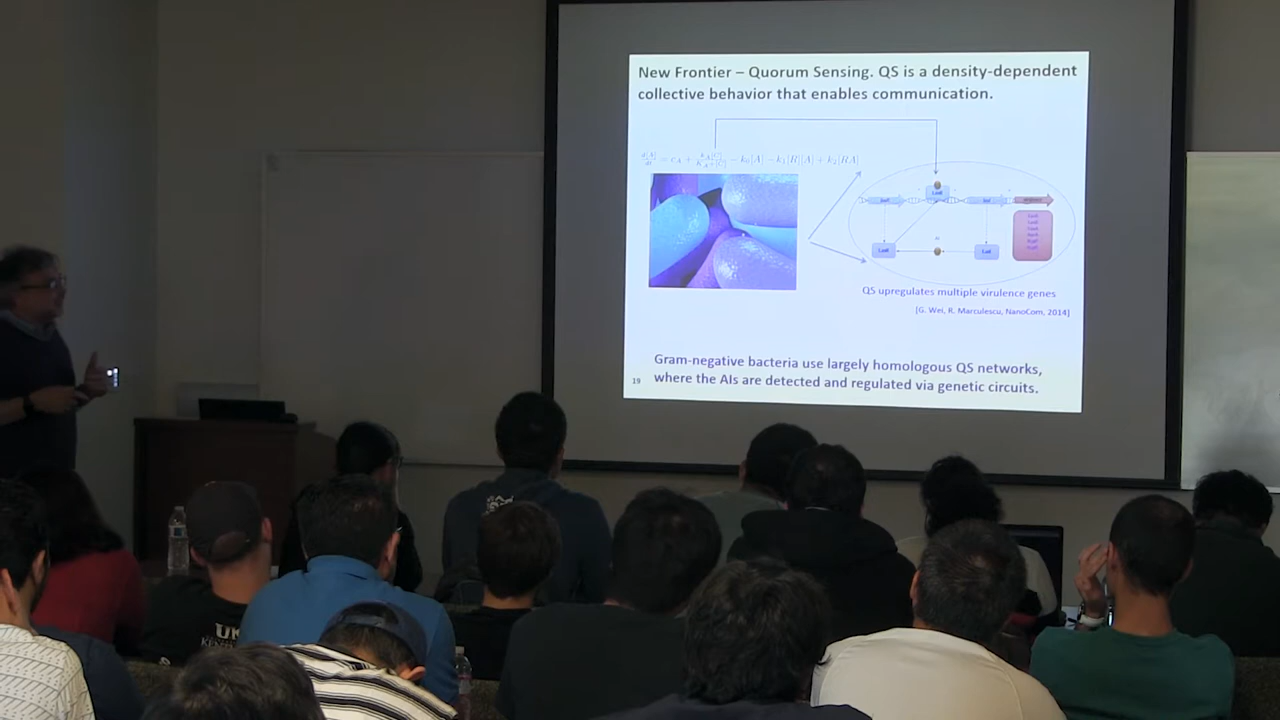 New Frontier – Quorum Sensing. QS is a density-dependent
collective behavior that enables communication.
QS upregulates multiple virulence genes
[G. Wei, R. Marculescu, NanoCom, 2014]
Gram-negative bacteria use largely homologous QS networks,
19 where the AIs are detected and regulated via genetic circuits.
UK